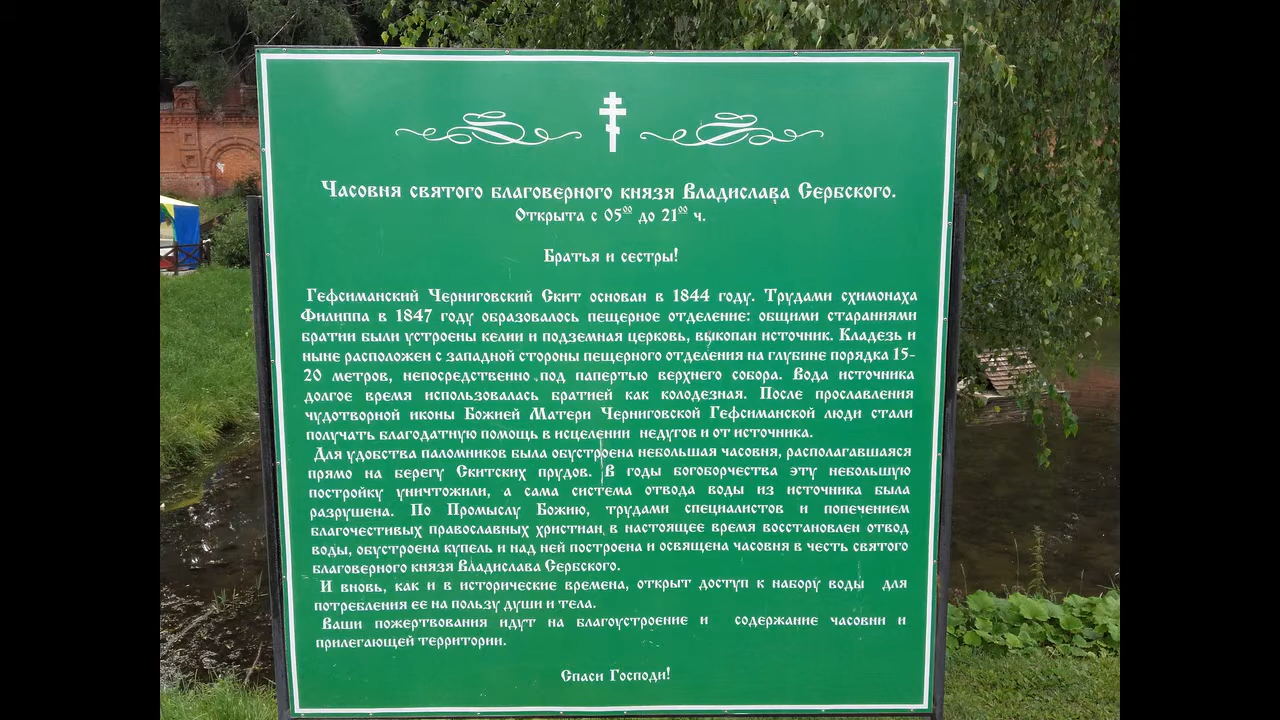 Часовня святого благоверного князя Владислава Сербского.
Открыта с 05⁰⁰ до 21⁰⁰ ч.
Братья и сестры!
Гефсиманский Черниговский Скит основан в 1844 году. Трудами схимонаха
Филиппа в 1847 году образовалось пещерное отделение: общими стараниями
братии были устроены келии и подземная церковь, выкопан источник. Кладезь и
ныне расположен с западной стороны пещерного отделения на глубине порядка 15-
20 метров, непосредственно под папертью верхнего собора. Вода источника
долгое время использовалась братией как колодезная. После прославления
чудотворной иконы Божией Матери Черниговской Гефсиманской люди стали
получать благодатную помощь в исцелении недугов и от источника.
Для удобства паломников была обустроена небольшая часовня, располагавшаяся
прямо на берегу Скитских прудов. В годы богоборчества эту небольшую
постройку уничтожили, а сама система отвода воды из источника была
разрушена. По Промыслу Божию, трудами специалистов и попечением
благочестивых православных христиан в настоящее время восстановлен отвод
воды, обустроена купель и над ней построена и освящена часовня в честь святого
благоверного князя Владислава Сербского.
И вновь, как и в исторические времена, открыт доступ к набору воды для
потребления ее на пользу души и тела.
Ваши пожертвования идут на благоустроение и содержание часовни и
прилегающей территории.
Спаси Господи!